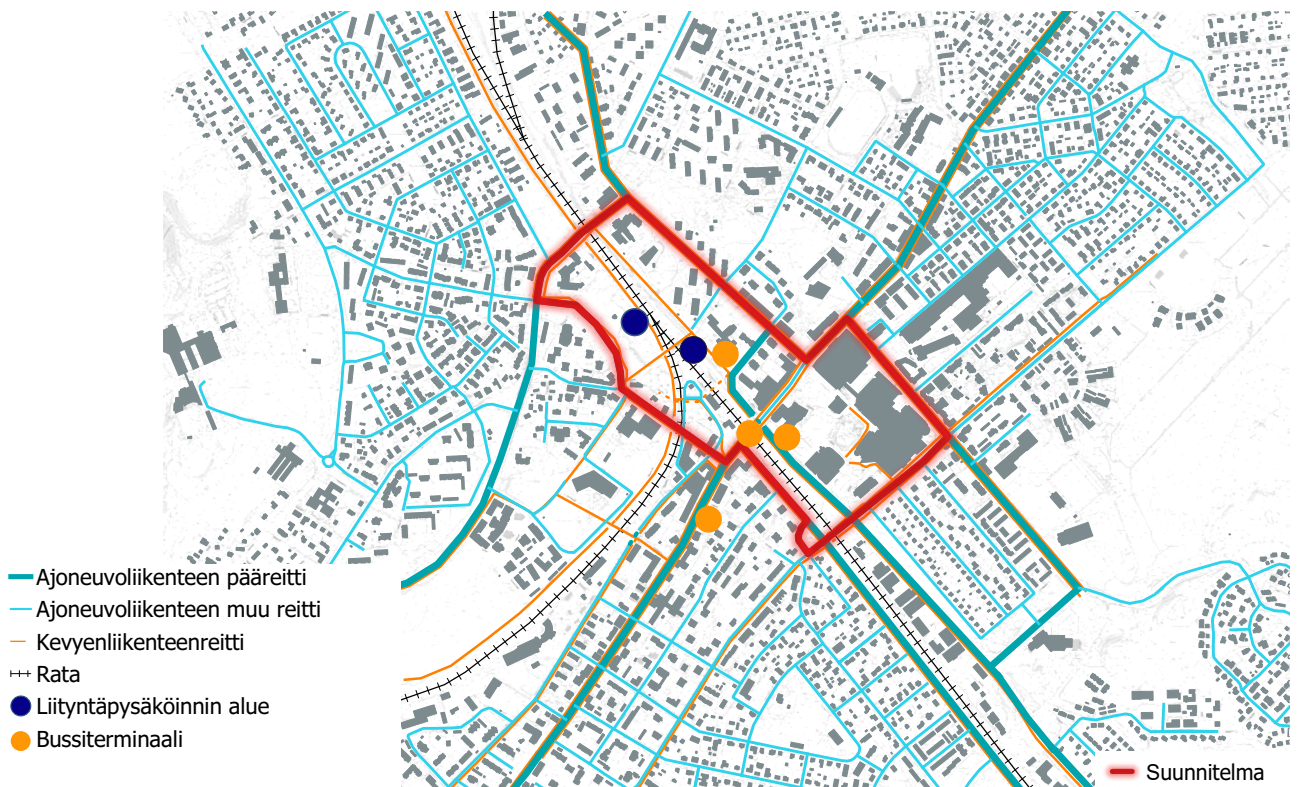 Ajoneuvoliikenteen pääreitti
Ajoneuvoliikenteen muu reitti
Kevyenliikenteenreitti
Rata
Liityntäpysäköinnin alue
Bussiterminaali
Suunnitelma